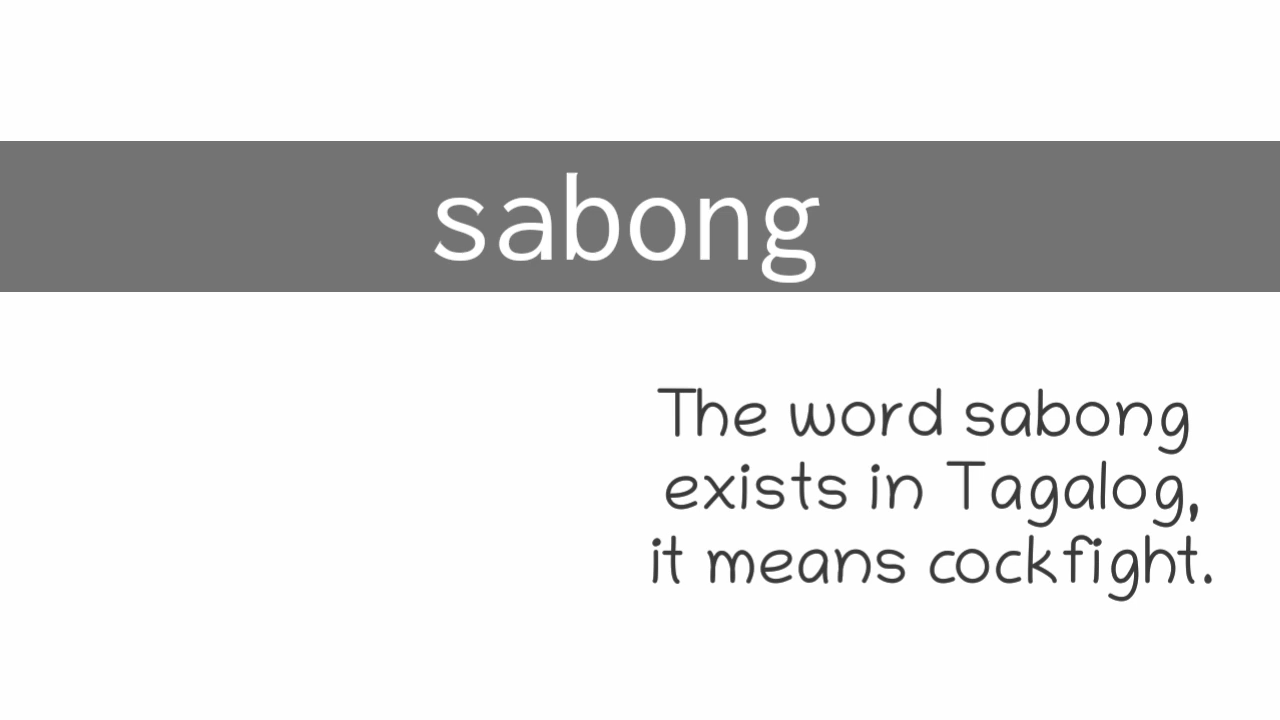 sabong
The word sabong
exists in Tagalog,
it means cockfight.